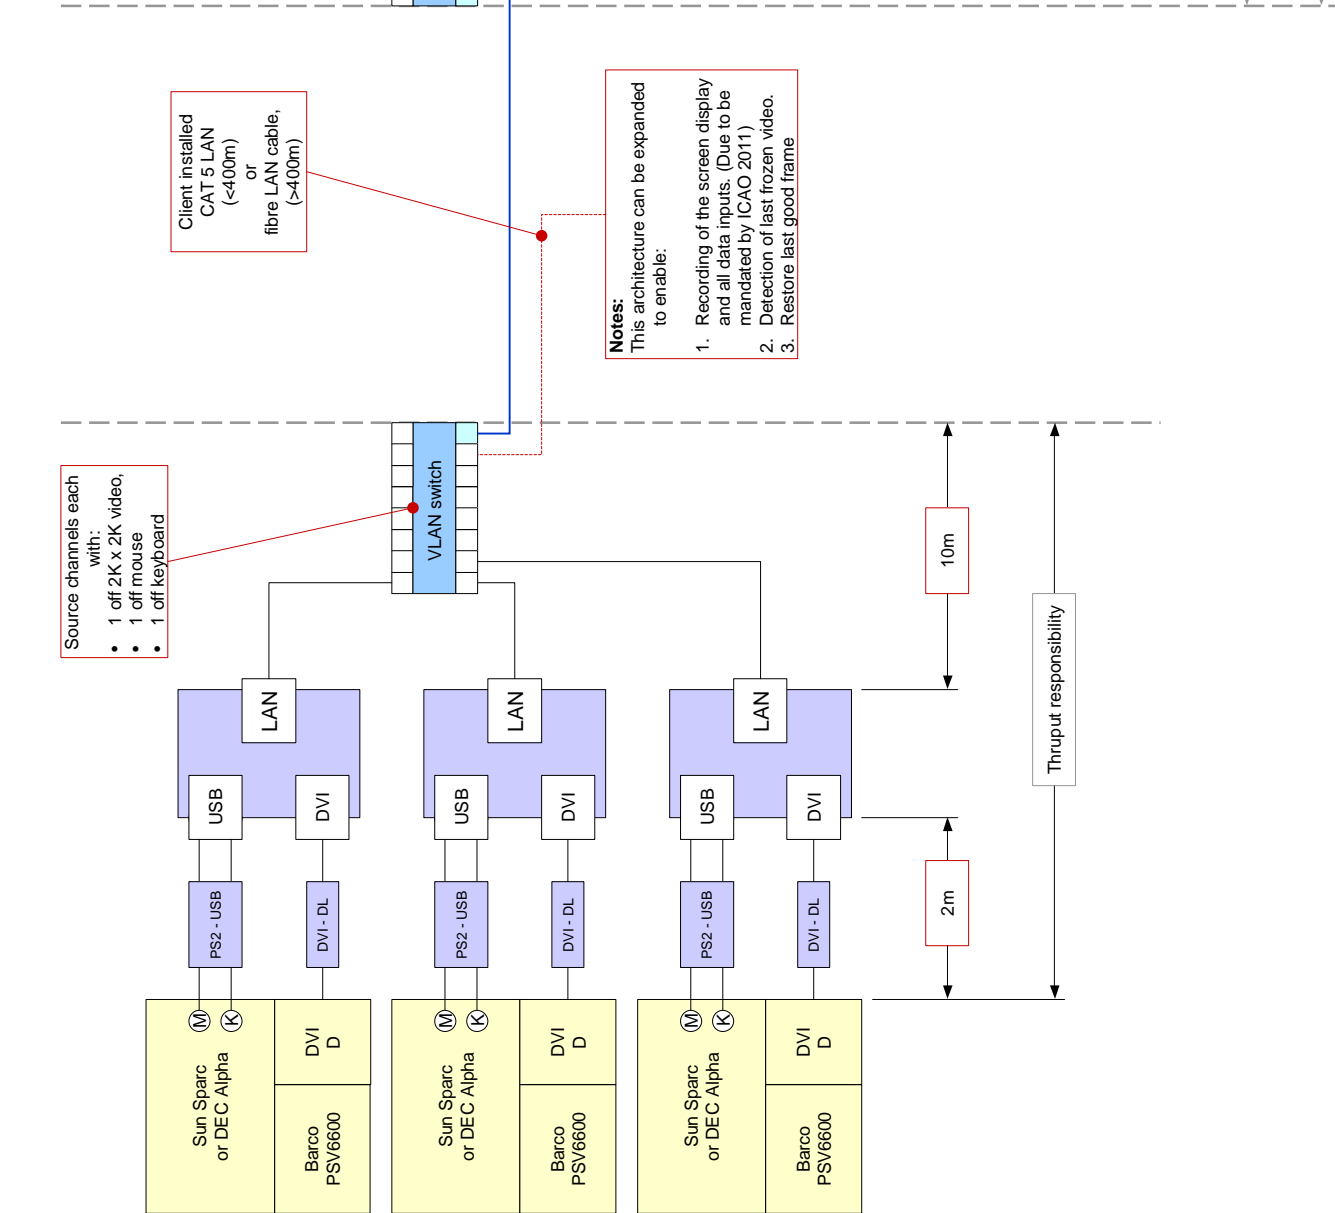 Client installed
CAT 5 LAN
(<400m)
or
fibre LAN cable,
(>400m)
Notes:
This architecture can be expanded
to enable:
1. Recording of the screen display
and all data inputs. (Due to be
mandated by ICAO 2011)
2. Detection of last frozen video.
3. Restore last good frame
Source channels each
with:
• 1 off 2K x 2K video,
• 1 off mouse
• 1 off keyboard
VLAN switch
10m
Thruput responsibility
2m
LAN
USB
DVI
PS2 - USB
DVI - DL
M
K
Sun Sparc
or DEC Alpha
DVI
D
Barco
PSV6600
LAN
USB
DVI
PS2 - USB
DVI - DL
M
K
Sun Sparc
or DEC Alpha
DVI
D
Barco
PSV6600
LAN
USB
DVI
PS2 - USB
DVI - DL
M
K
Sun Sparc
or DEC Alpha
DVI
D
Barco
PSV6600